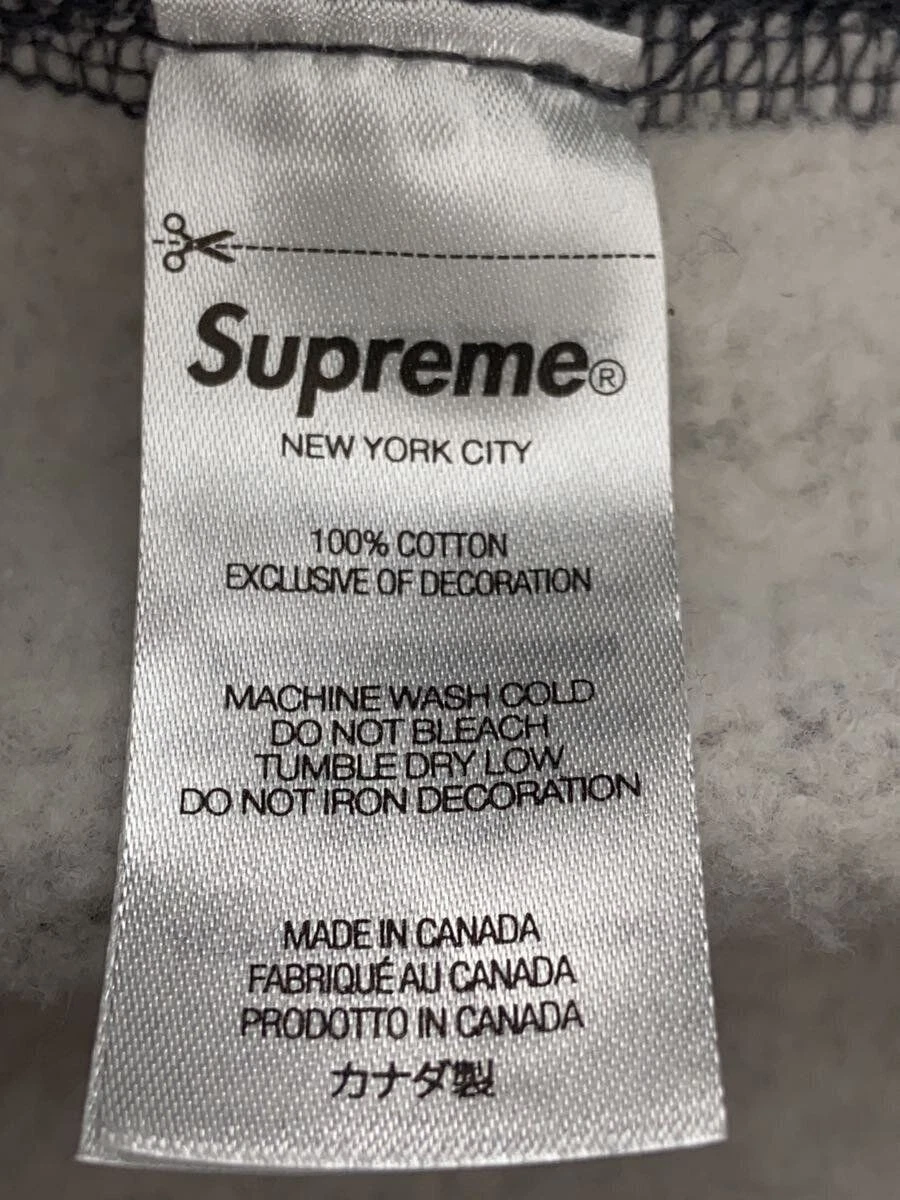 Supreme®
NEW YORK CITY
100% COTTON
EXCLUSIVE OF DECORATION
MACHINE WASH COLD
DO NOT BLEACH
TUMBLE DRY LOW
DO NOT IRON DECORATION
MADE IN CANADA
FABRIQUÉ AU CANADA
PRODOTTO IN CANADA
カナダ製